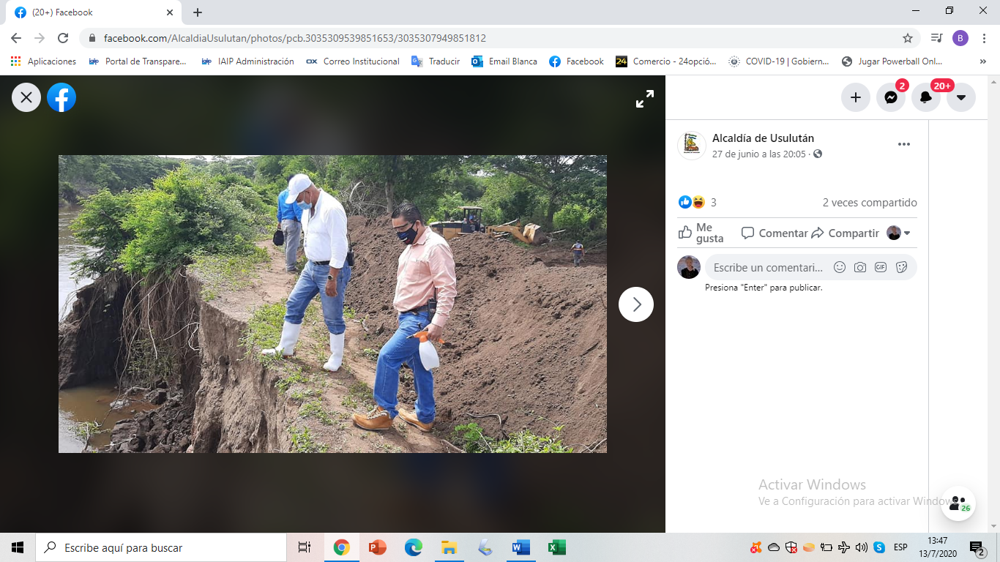 (20+) Facebook
facebook.com/AlcaldiaUsulutan/photos/pcb.3035309539851653/3035307949851812
B
Aplicaciones
Portal de Transpare...
IAIP Administración
Correo Institucional
Traducir
Email Blanca
Facebook
24 Comercio - 24opció...
COVID-19 | Gobiern...
Jugar Powerball Onl...
2
20+
Alcaldía de Usulután
27 de junio a las 20:05 ·
3
2 veces compartido
Me gusta
Comentar
Compartir
Escribe un comentari...
GIF
Presiona "Enter" para publicar.
Activar Windows
Ve a Configuración para activar Windows
26
Escribe aquí para buscar
ESP
13:47
13/7/2020
2